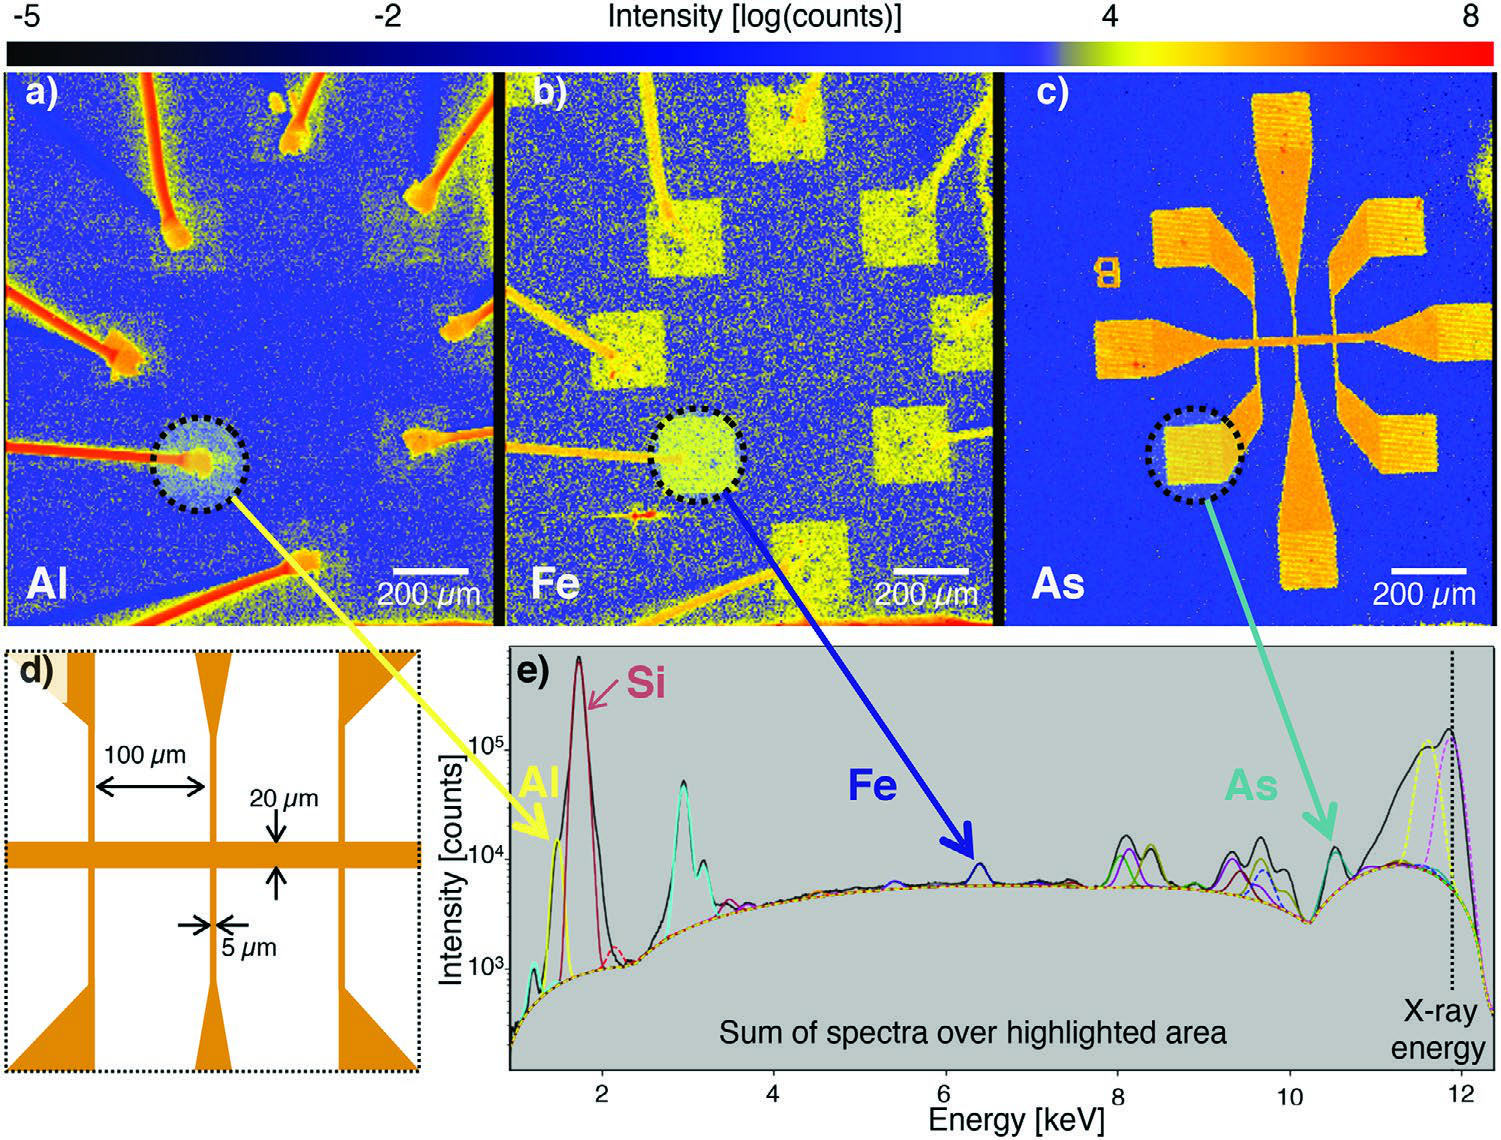 Intensity [log(counts)]
-5 -2 4 8
a) b) c)
B
Al Fe As
200 µm 200 µm 200 µm
d)
100 µm
20 µm
5 µm
e)
Si
Al Fe As
Intensity [counts]
10⁵
10⁴
10³
Sum of spectra over highlighted area
X-ray
energy
2 4 6 8 10 12
Energy [keV]